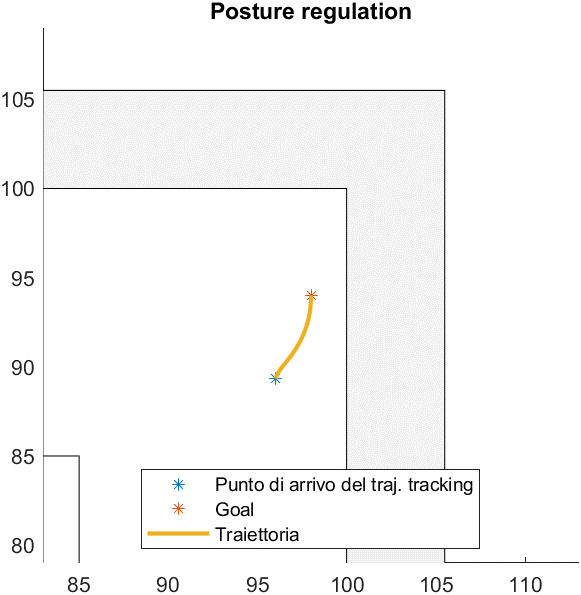 Posture regulation
105
100
95
90
85
80
Punto di arrivo del traj. tracking
Goal
Traiettoria
85 90 95 100 105 110